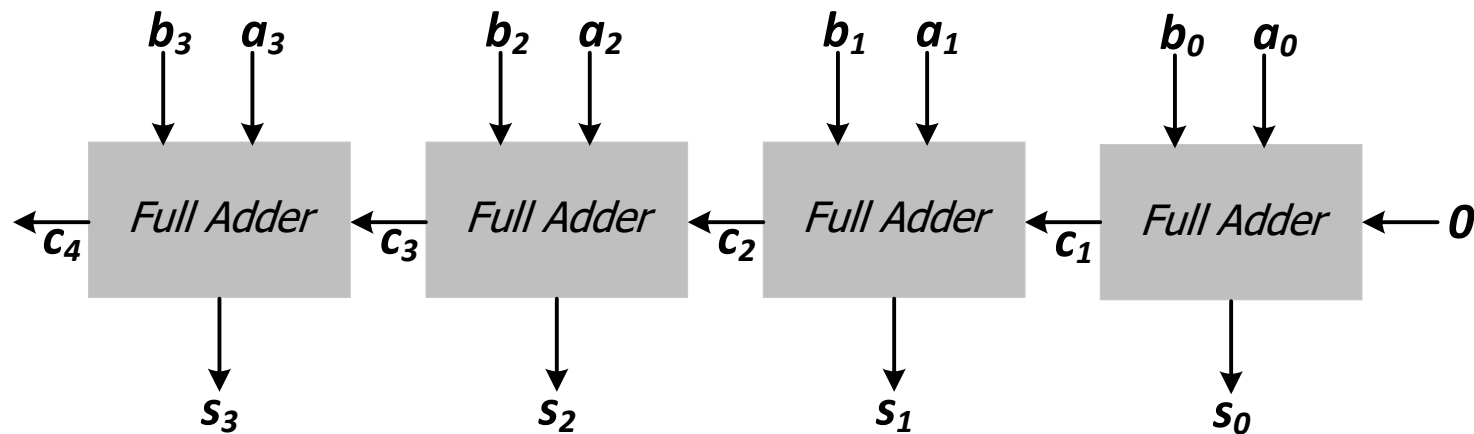 b₃ a₃ b₂ a₂ b₁ a₁ b₀ a₀
Full Adder Full Adder Full Adder Full Adder 0
c₄ c₃ c₂ c₁
s₃ s₂ s₁ s₀